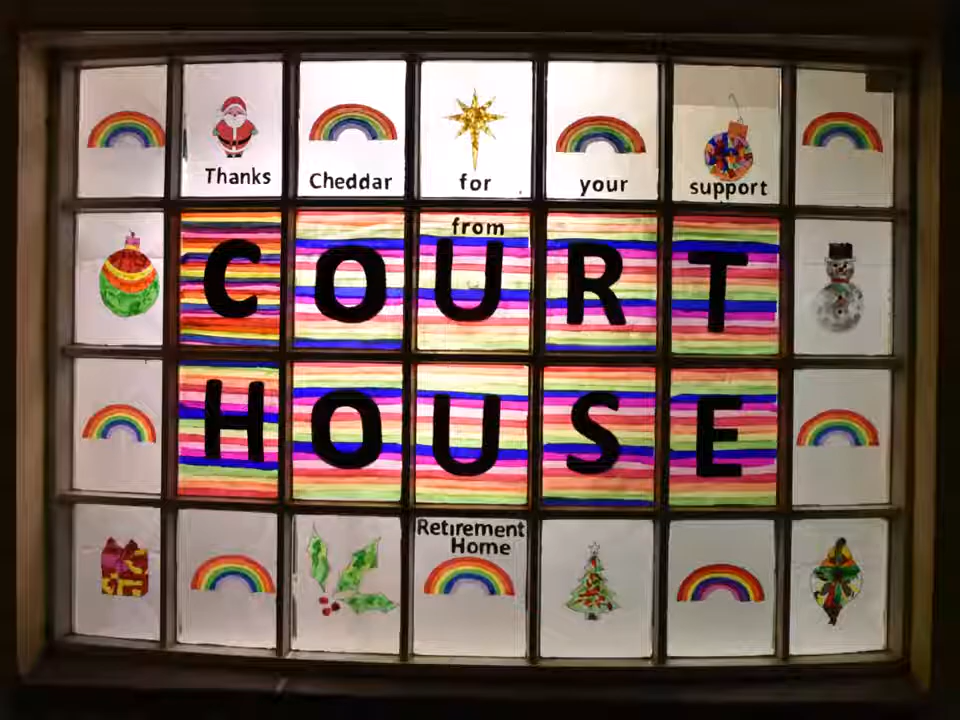 Thanks Cheddar for your support
from
COURT
HOUSE
Retirement
Home